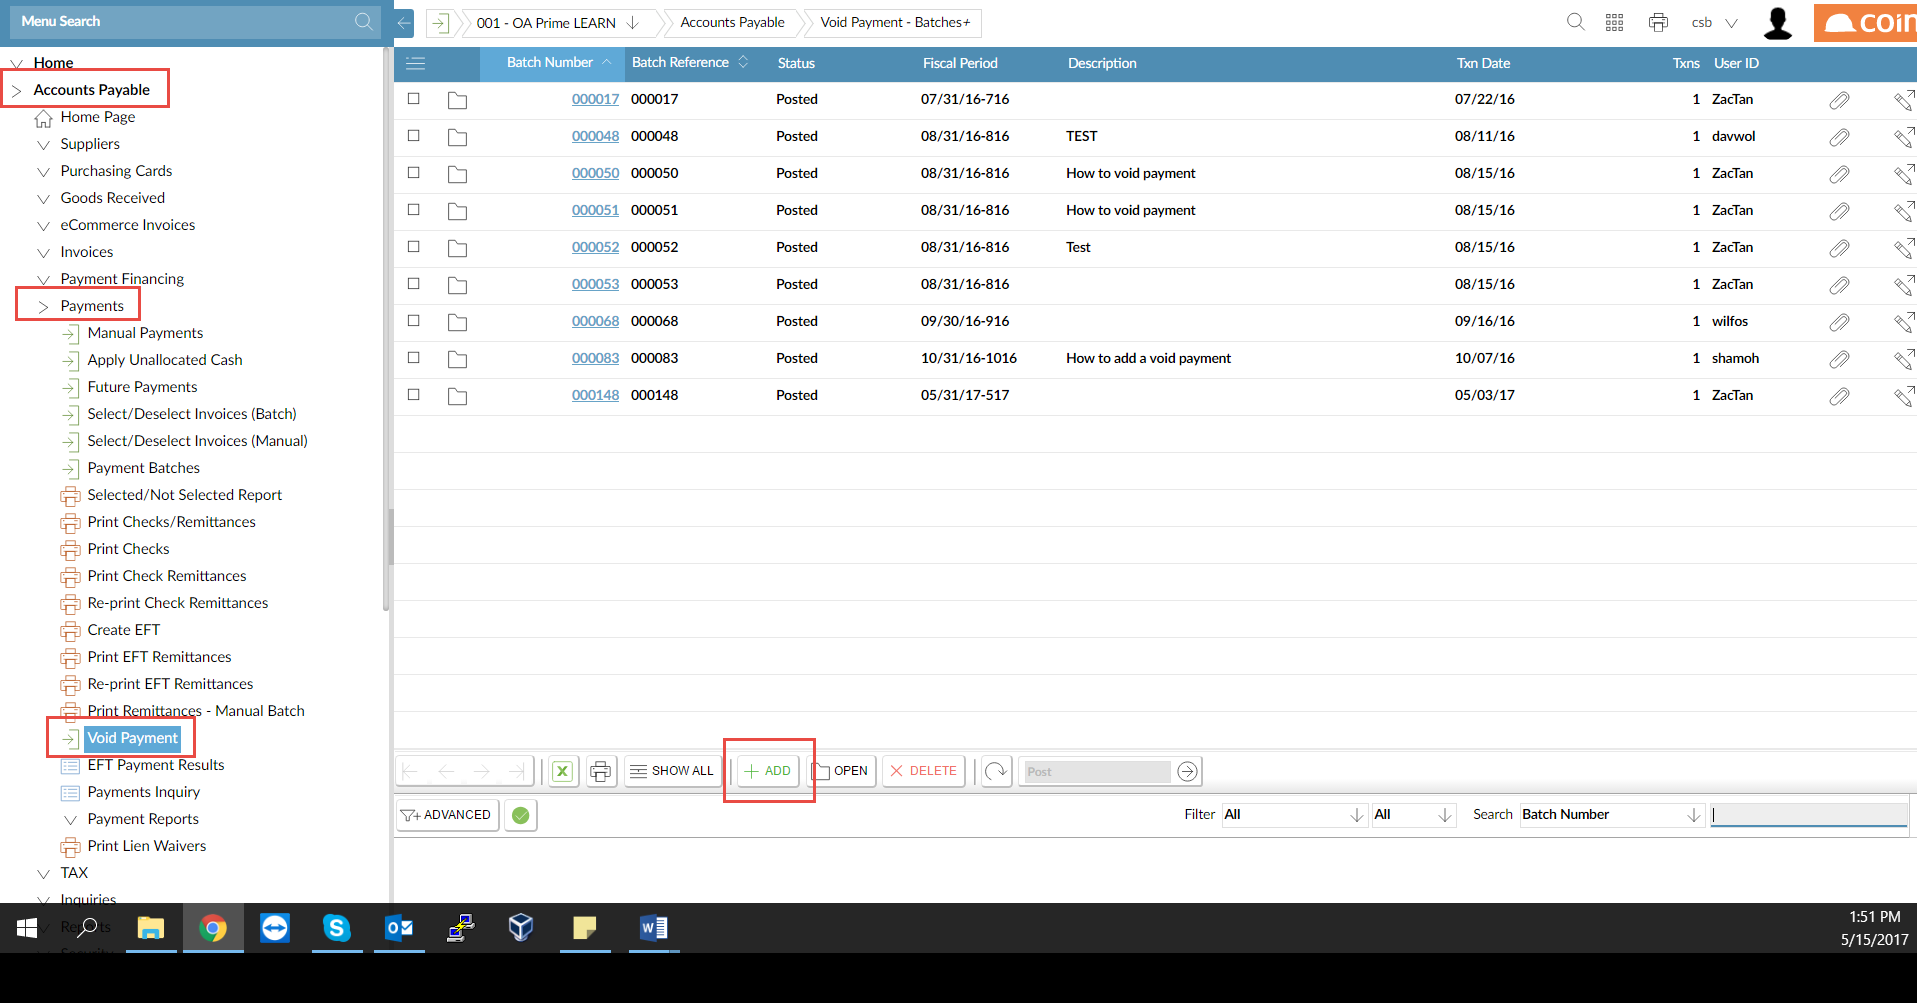 Menu Search
001 - OA Prime LEARN
Accounts Payable
Void Payment - Batches+
csb
coin
Home
Accounts Payable
Home Page
Suppliers
Purchasing Cards
Goods Received
eCommerce Invoices
Invoices
Payment Financing
Payments
Manual Payments
Apply Unallocated Cash
Future Payments
Select/Deselect Invoices (Batch)
Select/Deselect Invoices (Manual)
Payment Batches
Selected/Not Selected Report
Print Checks/Remittances
Print Checks
Print Check Remittances
Re-print Check Remittances
Create EFT
Print EFT Remittances
Re-print EFT Remittances
Print Remittances - Manual Batch
Void Payment
EFT Payment Results
Payments Inquiry
Payment Reports
Print Lien Waivers
TAX
Inquiries
Reports
Security
Batch Number Batch Reference Status Fiscal Period Description Txn Date Txns User ID
000017 000017 Posted 07/31/16-716 07/22/16 1 ZacTan
000048 000048 Posted 08/31/16-816 TEST 08/11/16 1 davwol
000050 000050 Posted 08/31/16-816 How to void payment 08/15/16 1 ZacTan
000051 000051 Posted 08/31/16-816 How to void payment 08/15/16 1 ZacTan
000052 000052 Posted 08/31/16-816 Test 08/15/16 1 ZacTan
000053 000053 Posted 08/31/16-816 08/15/16 1 ZacTan
000068 000068 Posted 09/30/16-916 09/16/16 1 wilfos
000083 000083 Posted 10/31/16-1016 How to add a void payment 10/07/16 1 shamoh
000148 000148 Posted 05/31/17-517 05/03/17 1 ZacTan
SHOW ALL
ADD
OPEN
DELETE
Post
ADVANCED
Filter All All Search Batch Number
1:51 PM
5/15/2017